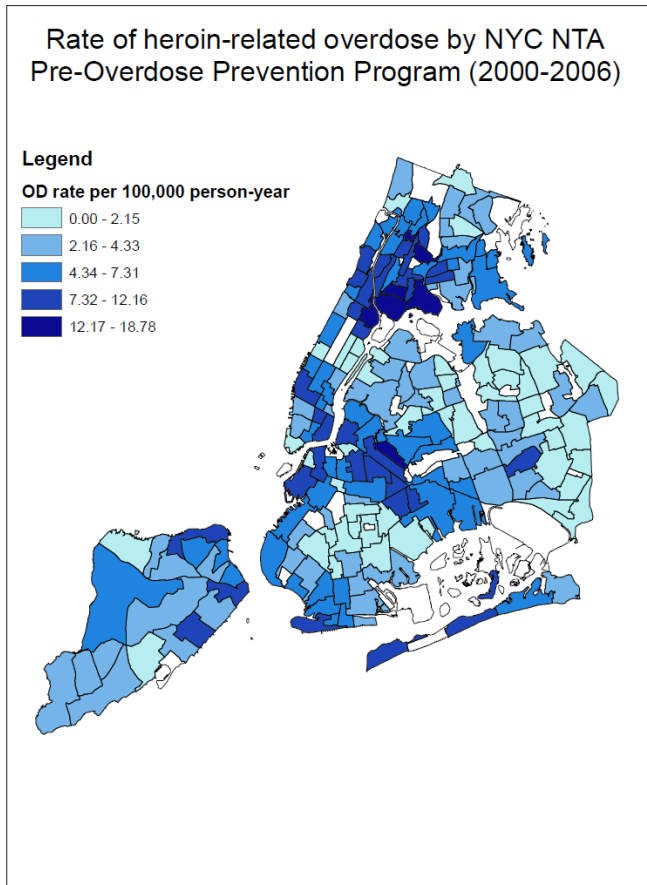 Rate of heroin-related overdose by NYC NTA
Pre-Overdose Prevention Program (2000-2006)
Legend
OD rate per 100,000 person-year
0.00 - 2.15
2.16 - 4.33
4.34 - 7.31
7.32 - 12.16
12.17 - 18.78